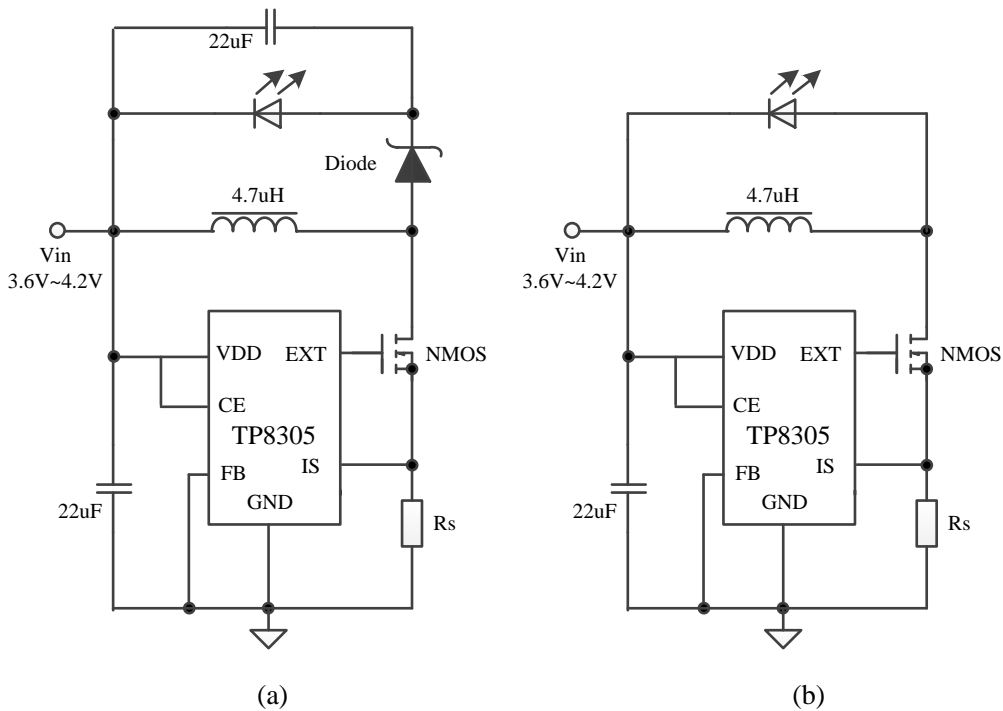 22uF
Diode
4.7uH
Vin
3.6V~4.2V
VDD
EXT
NMOS
CE
TP8305
FB
IS
GND
22uF
Rs
(a)
4.7uH
Vin
3.6V~4.2V
VDD
EXT
NMOS
CE
TP8305
FB
IS
GND
22uF
Rs
(b)